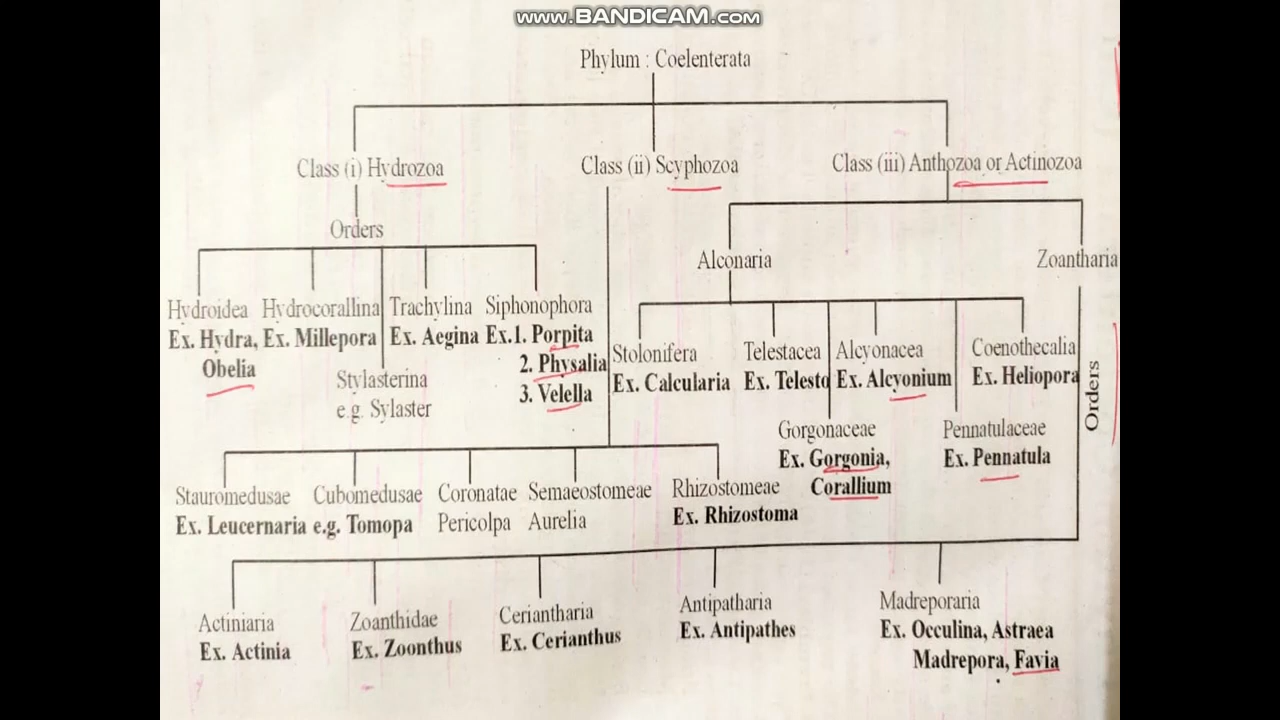 www.BANDICAM.com
Phylum : Coelenterata
Class (i) Hydrozoa
Class (ii) Scyphozoa
Class (iii) Anthozoa or Actinozoa
Orders
Alconaria
Zoantharia
Hydroidea
Ex. Hydra,
Obelia
Hydrocorallina
Ex. Millepora
Stylasterina
e.g. Sylaster
Trachylina
Ex. Aegina
Siphonophora
Ex.1. Porpita
2. Physalia
3. Velella
Stolonifera
Ex. Calcularia
Telestacea
Ex. Telesto
Alcyonacea
Ex. Alcyonium
Coenothecalia
Ex. Heliopora
Gorgonaceae
Ex. Gorgonia,
Corallium
Pennatulaceae
Ex. Pennatula
Orders
Stauromedusae
Ex. Leucernaria
Cubomedusae
e.g. Tomopa
Coronatae
Pericolpa
Semaeostomeae
Aurelia
Rhizostomeae
Ex. Rhizostoma
Actiniaria
Ex. Actinia
Zoanthidae
Ex. Zoonthus
Ceriantharia
Ex. Cerianthus
Antipatharia
Ex. Antipathes
Madreporaria
Ex. Occulina, Astraea
Madrepora, Favia